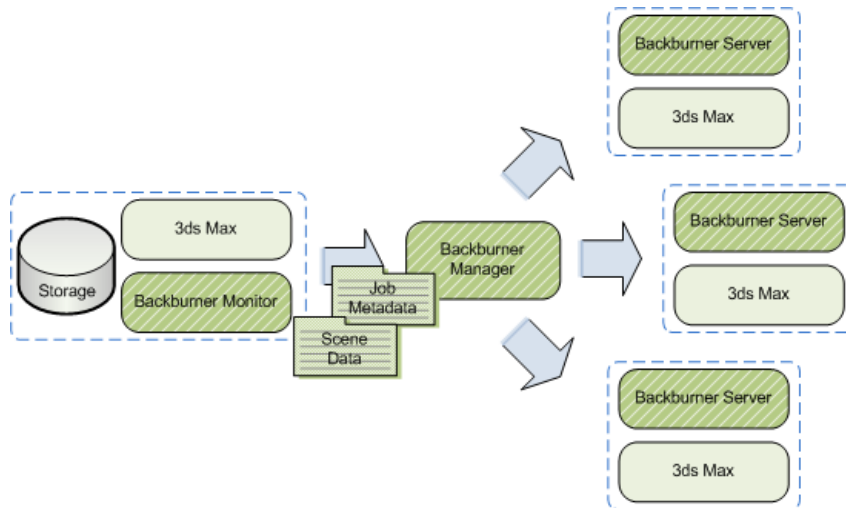 Storage
3ds Max
Backburner Monitor
Job
Metadata
Scene
Data
Backburner
Manager
Backburner Server
3ds Max
Backburner Server
3ds Max
Backburner Server
3ds Max